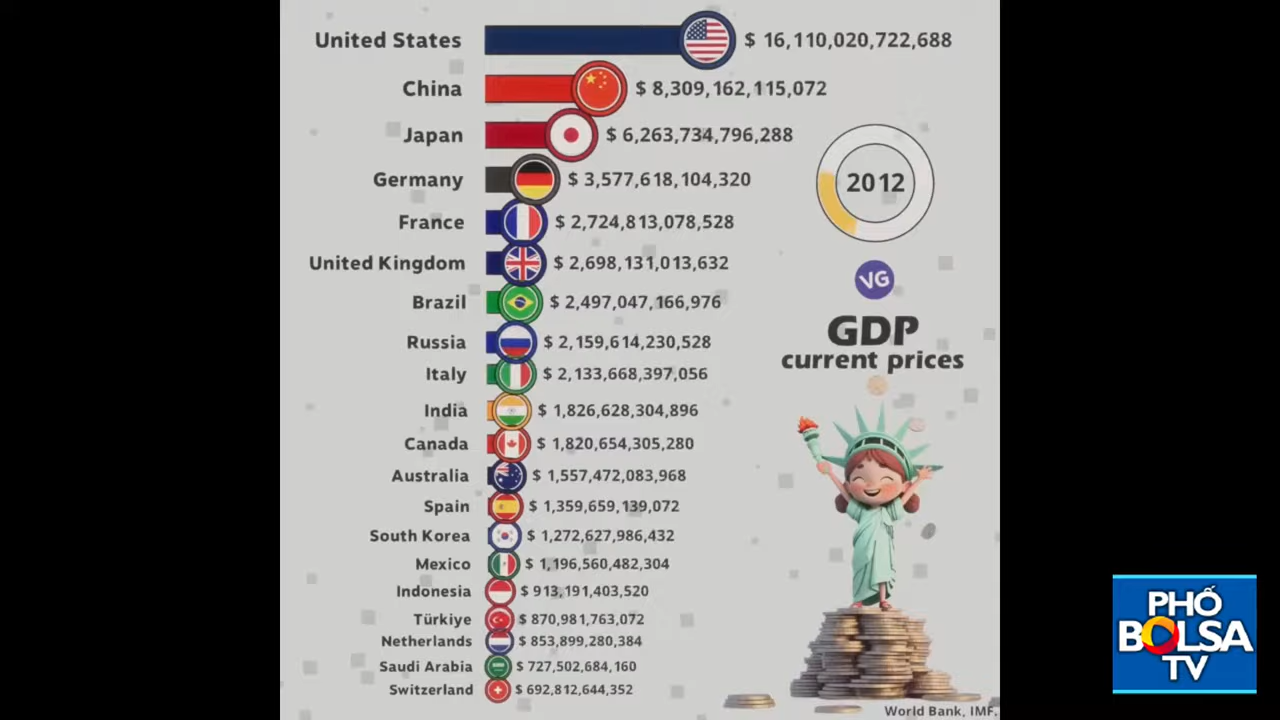 United States $ 16,110,020,722,688
China $ 8,309,162,115,072
Japan $ 6,263,734,796,288
Germany $ 3,577,618,104,320
France $ 2,724,813,078,528
United Kingdom $ 2,698,131,013,632
Brazil $ 2,497,047,166,976
Russia $ 2,159,614,230,528
Italy $ 2,133,668,397,056
India $ 1,826,628,304,896
Canada $ 1,820,654,305,280
Australia $ 1,557,472,083,968
Spain $ 1,359,659,139,072
South Korea $ 1,272,627,986,432
Mexico $ 1,196,560,482,304
Indonesia $ 913,191,403,520
Türkiye $ 870,981,763,072
Netherlands $ 853,899,280,384
Saudi Arabia $ 727,502,684,160
Switzerland $ 692,812,644,352
2012
VG
GDP
current prices
World Bank, IMF.
PHỐ
BOLSA
TV